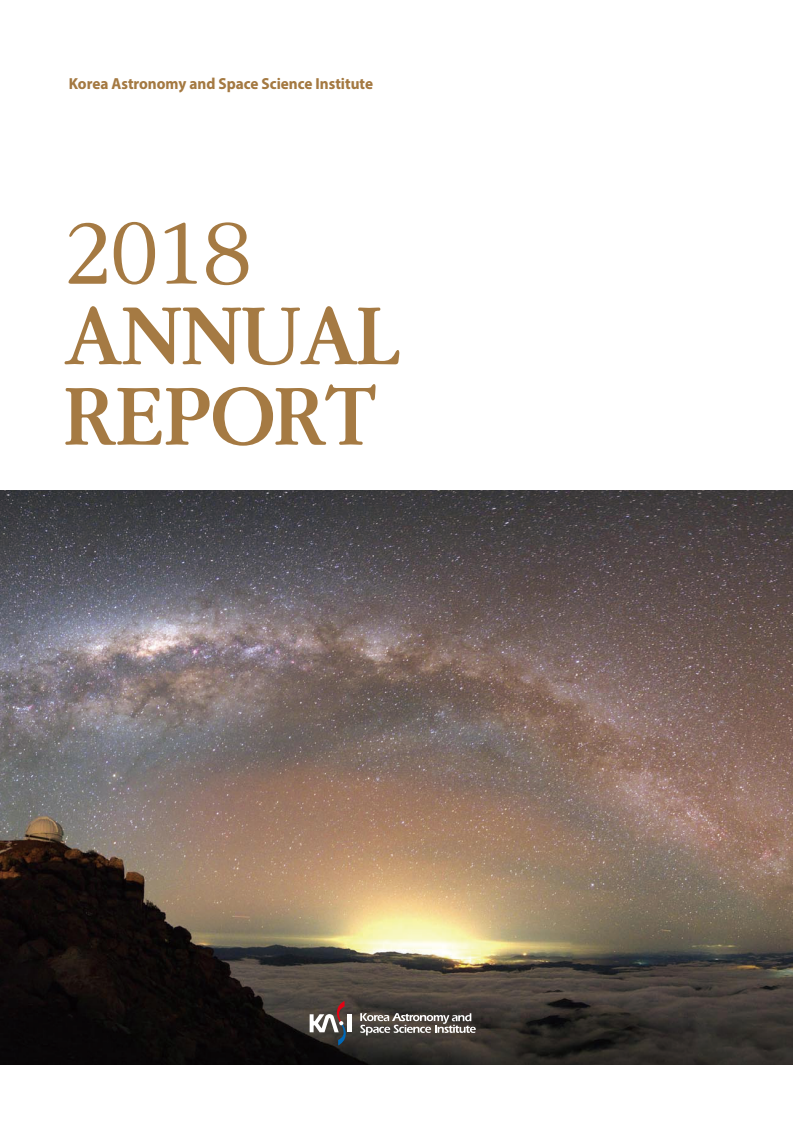 Korea Astronomy and Space Science Institute
2018
ANNUAL
REPORT
KASI
Korea Astronomy and
Space Science Institute